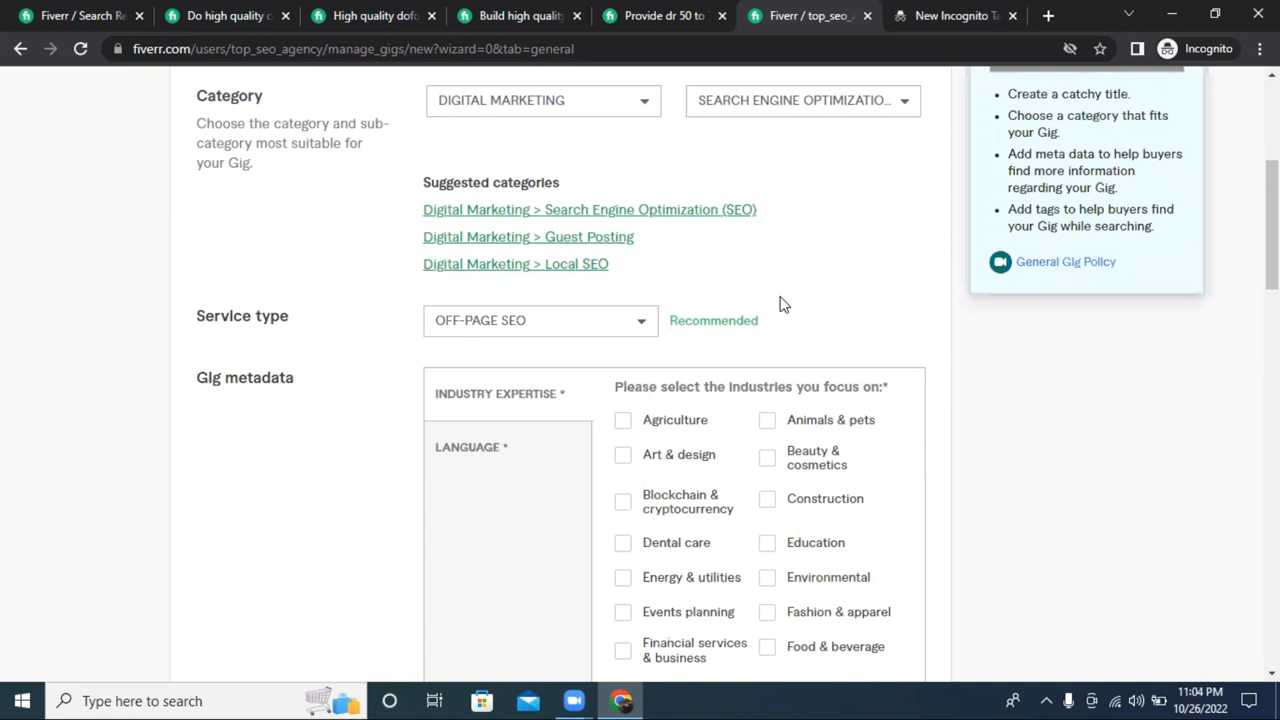 Fiverr / Search Re
Do high quality c
High quality dofo
Build high quality
Provide dr 50 to
Fiverr / top_seo_a
New Incognito Ta
fiverr.com/users/top_seo_agency/manage_gigs/new?wizard=0&tab=general
Incognito
Category
Choose the category and sub-
category most suitable for
your Gig.
DIGITAL MARKETING
SEARCH ENGINE OPTIMIZATIO...
Suggested categories
Digital Marketing > Search Engine Optimization (SEO)
Digital Marketing > Guest Posting
Digital Marketing > Local SEO
Service type
OFF-PAGE SEO
Recommended
Gig metadata
INDUSTRY EXPERTISE *
LANGUAGE *
Please select the industries you focus on:*
Agriculture
Animals & pets
Art & design
Beauty &
cosmetics
Blockchain &
cryptocurrency
Construction
Dental care
Education
Energy & utilities
Environmental
Events planning
Fashion & apparel
Financial services
& business
Food & beverage
Create a catchy title.
Choose a category that fits
your Gig.
Add meta data to help buyers
find more information
regarding your Gig.
Add tags to help buyers find
your Gig while searching.
General Gig Policy
Type here to search
11:04 PM
10/26/2022